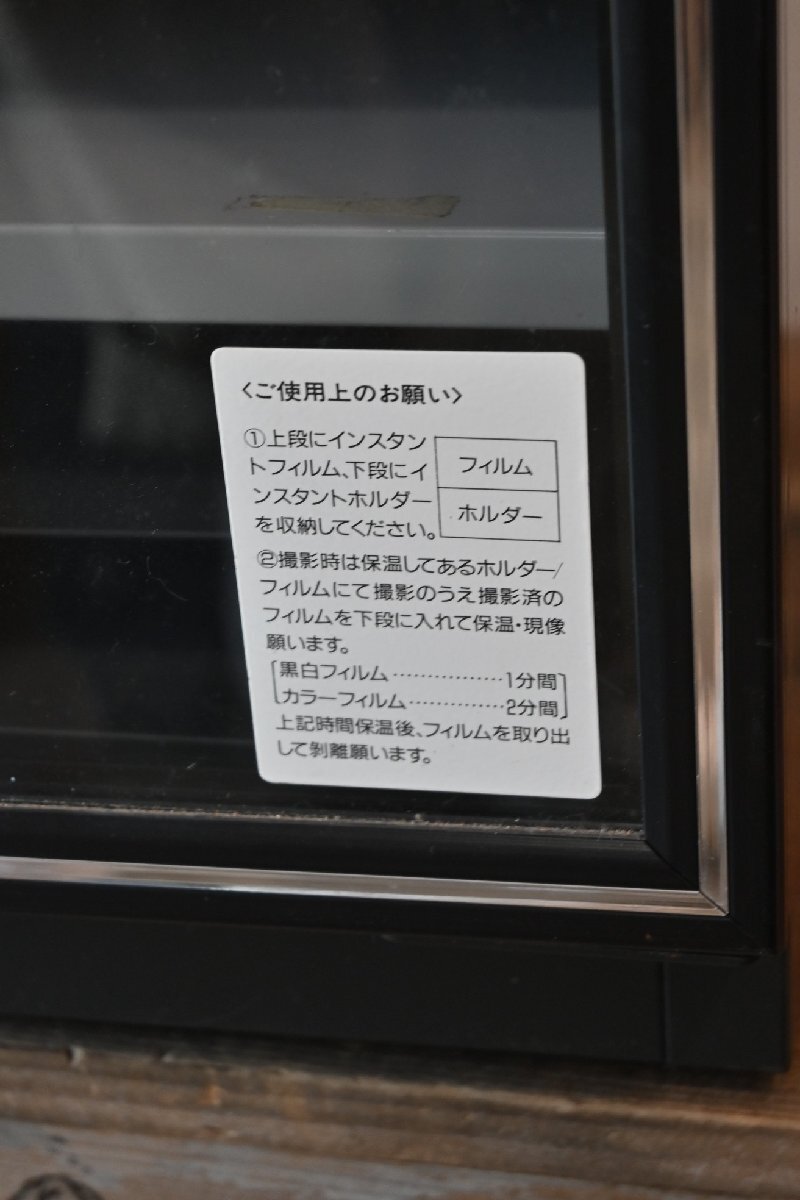 〈ご使用上のお願い〉
①上段にインスタン
トフィルム、下段にイ
ンスタントホルダー
を収納してください。
フィルム
ホルダー
②撮影時は保温してあるホルダー/
フィルムにて撮影のうえ撮影済の
フィルムを下段に入れて保温・現像
願います。
黒白フィルム……………1分間
カラーフィルム…………2分間
上記時間保温後、フィルムを取り出
して剝離願います。